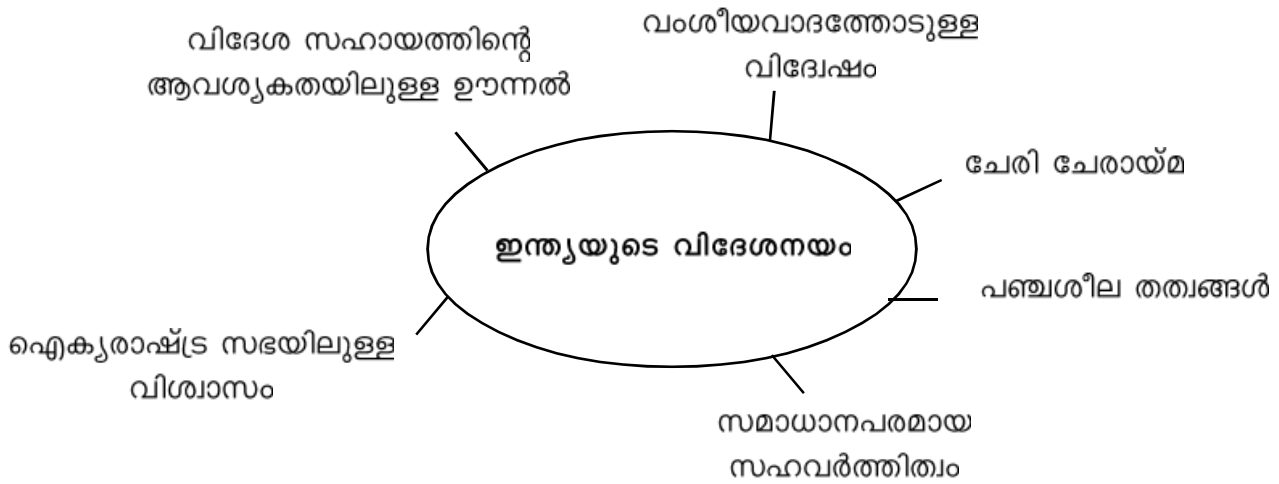 വിദേശ സഹായത്തിന്റെ
ആവശ്യകതയിലുള്ള ഊന്നൽ
വംശീയവാദത്തോടുള്ള
വിദ്വേഷം
ചേരി ചേരായ്മ
ഇന്ത്യയുടെ വിദേശനയം
പഞ്ചശീല തത്വങ്ങൾ
ഐക്യരാഷ്ട്ര സഭയിലുള്ള
വിശ്വാസം
സമാധാനപരമായ
സഹവർത്തിത്വം